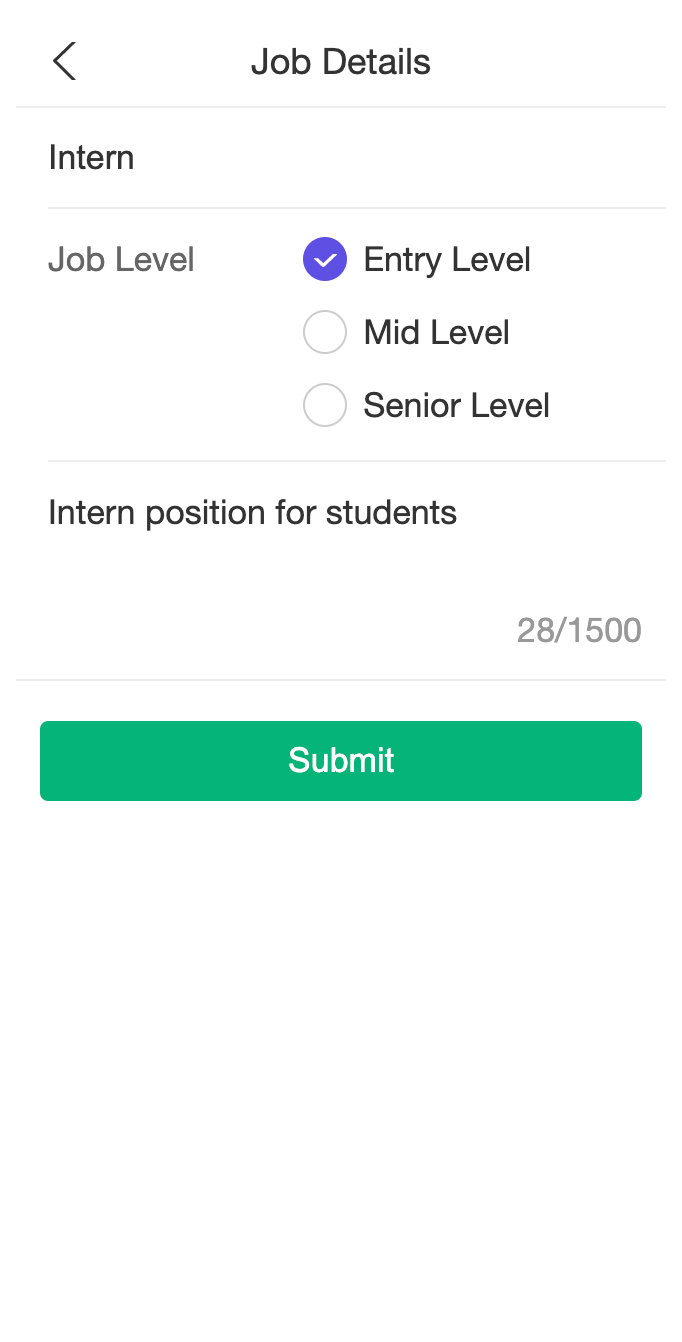 Job Details
Intern
Job Level
Entry Level
Mid Level
Senior Level
Intern position for students
28/1500
Submit